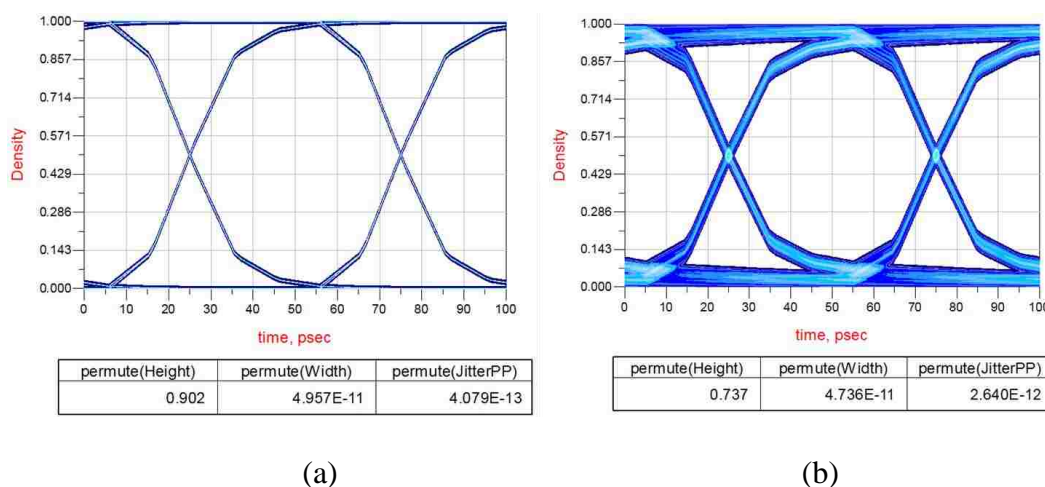 1.000
0.857
0.714
0.571
0.429
0.286
0.143
0.000
Density
0 10 20 30 40 50 60 70 80 90 100
time, psec
permute(Height) permute(Width) permute(JitterPP)
0.902 4.957E-11 4.079E-13
(a)
1.000
0.857
0.714
0.571
0.429
0.286
0.143
0.000
Density
0 10 20 30 40 50 60 70 80 90 100
time, psec
permute(Height) permute(Width) permute(JitterPP)
0.737 4.736E-11 2.640E-12
(b)